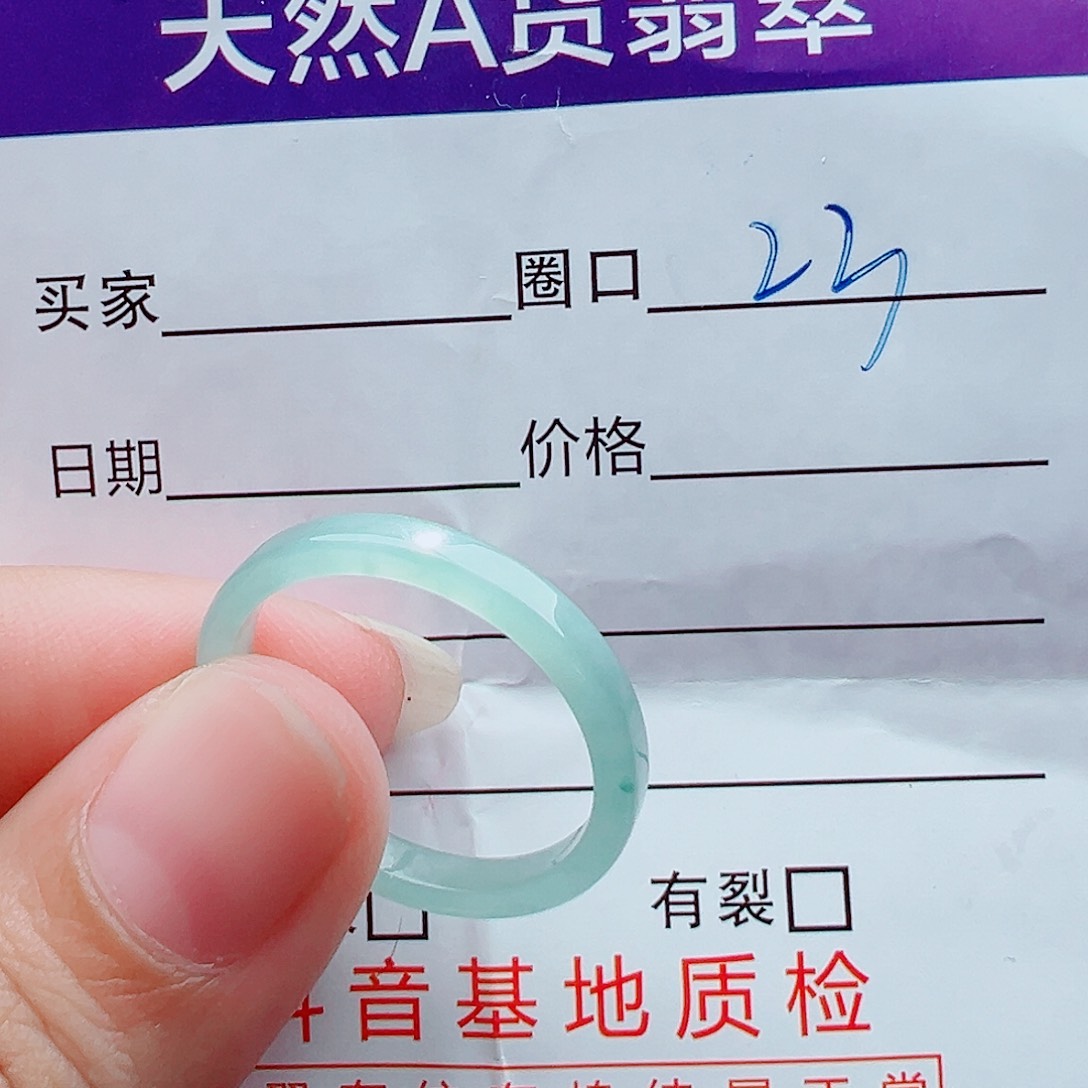 天然A货翡翠
买家 圈口 23
日期 价格
有裂
音基地质检